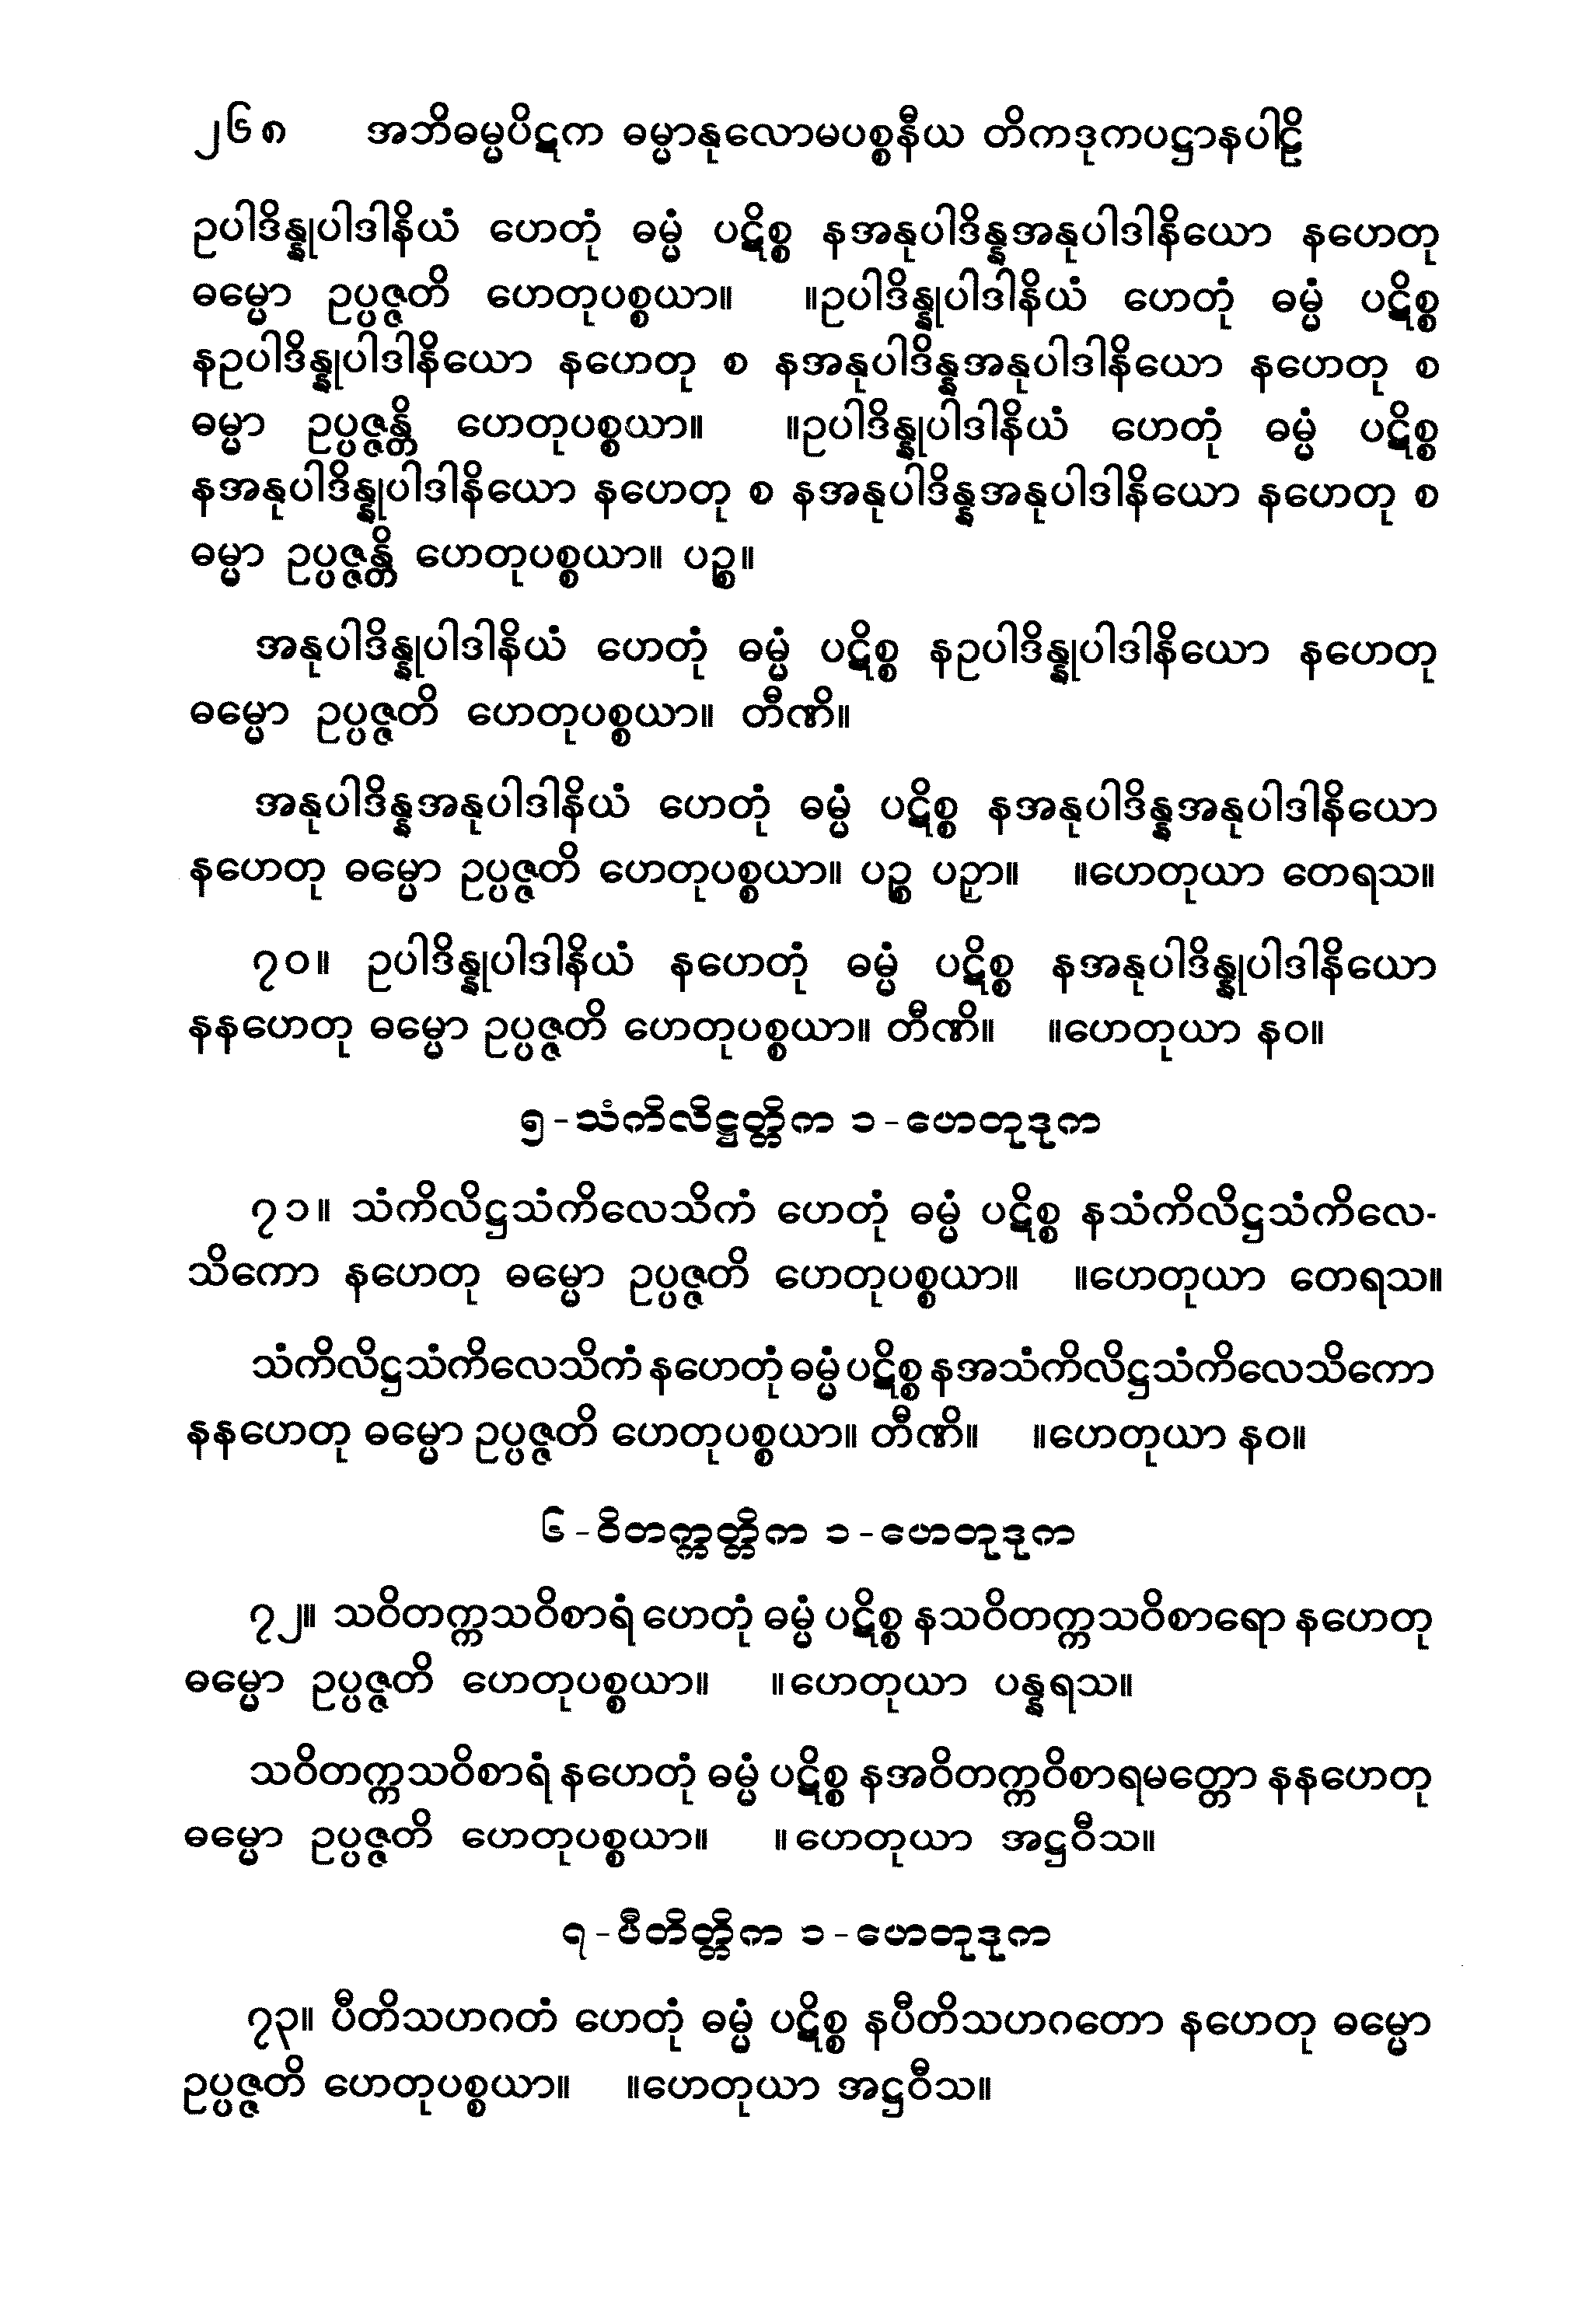 ၂၆၈ အဘိဓမ္မပိဋက ဓမ္မာနုလောမပစ္စနီယ တိကဒုကပဋ္ဌာနပါဠိ
ဥပါဒိန္နုပါဒါနိယံ ဟေတုံ ဓမ္မံ ပဋိစ္စ နအနုပါဒိန္နအနုပါဒါနိယော နဟေတု
ဓမ္မော ဥပ္ပဇ္ဇတိ ဟေတုပစ္စယာ။ ။ဥပါဒိန္နုပါဒါနိယံ ဟေတုံ ဓမ္မံ ပဋိစ္စ
နဥပါဒိန္နုပါဒါနိယော နဟေတု စ နအနုပါဒိန္နအနုပါဒါနိယော နဟေတု စ
ဓမ္မာ ဥပ္ပဇ္ဇန္တိ ဟေတုပစ္စယာ။ ။ဥပါဒိန္နုပါဒါနိယံ ဟေတုံ ဓမ္မံ ပဋိစ္စ
နအနုပါဒိန္နုပါဒါနိယော နဟေတု စ နအနုပါဒိန္နအနုပါဒါနိယော နဟေတု စ
ဓမ္မာ ဥပ္ပဇ္ဇန္တိ ဟေတုပစ္စယာ။ ပဉ္စ။
အနုပါဒိန္နုပါဒါနိယံ ဟေတုံ ဓမ္မံ ပဋိစ္စ နဥပါဒိန္နုပါဒါနိယော နဟေတု
ဓမ္မော ဥပ္ပဇ္ဇတိ ဟေတုပစ္စယာ။ တီဏိ။
အနုပါဒိန္နအနုပါဒါနိယံ ဟေတုံ ဓမ္မံ ပဋိစ္စ နအနုပါဒိန္နအနုပါဒါနိယော
နဟေတု ဓမ္မော ဥပ္ပဇ္ဇတိ ဟေတုပစ္စယာ။ ပဉ္စ ပဉှာ။ ။ဟေတုယာ တေရသ။
၇၀။ ဥပါဒိန္နုပါဒါနိယံ နဟေတုံ ဓမ္မံ ပဋိစ္စ နအနုပါဒိန္နုပါဒါနိယော
နနဟေတု ဓမ္မော ဥပ္ပဇ္ဇတိ ဟေတုပစ္စယာ။ တီဏိ။ ။ဟေတုယာ နဝ။
၅-သံကိလိဋ္ဌတ္တိက ၁-ဟေတုဒုက
၇၁။ သံကိလိဋ္ဌသံကိလေသိကံ ဟေတုံ ဓမ္မံ ပဋိစ္စ နသံကိလိဋ္ဌသံကိလေ-
သိကော နဟေတု ဓမ္မော ဥပ္ပဇ္ဇတိ ဟေတုပစ္စယာ။ ။ဟေတုယာ တေရသ။
သံကိလိဋ္ဌသံကိလေသိကံ နဟေတုံ ဓမ္မံ ပဋိစ္စ နအသံကိလိဋ္ဌသံကိလေသိကော
နနဟေတု ဓမ္မော ဥပ္ပဇ္ဇတိ ဟေတုပစ္စယာ။ တီဏိ။ ။ဟေတုယာ နဝ။
၆-ဝိတက္ကတ္တိက ၁-ဟေတုဒုက
၇၂။ သဝိတက္ကသဝိစာရံ ဟေတုံ ဓမ္မံ ပဋိစ္စ နသဝိတက္ကသဝိစာရော နဟေတု
ဓမ္မော ဥပ္ပဇ္ဇတိ ဟေတုပစ္စယာ။ ။ဟေတုယာ ပန္နရသ။
သဝိတက္ကသဝိစာရံ နဟေတုံ ဓမ္မံ ပဋိစ္စ နအဝိတက္ကဝိစာရမတ္တော နနဟေတု
ဓမ္မော ဥပ္ပဇ္ဇတိ ဟေတုပစ္စယာ။ ။ဟေတုယာ အဋ္ဌဝီသ။
၇-ပီတိတ္တိက ၁-ဟေတုဒုက
၇၃။ ပီတိသဟဂတံ ဟေတုံ ဓမ္မံ ပဋိစ္စ နပီတိသဟဂတော နဟေတု ဓမ္မော
ဥပ္ပဇ္ဇတိ ဟေတုပစ္စယာ။ ။ဟေတုယာ အဋ္ဌဝီသ။